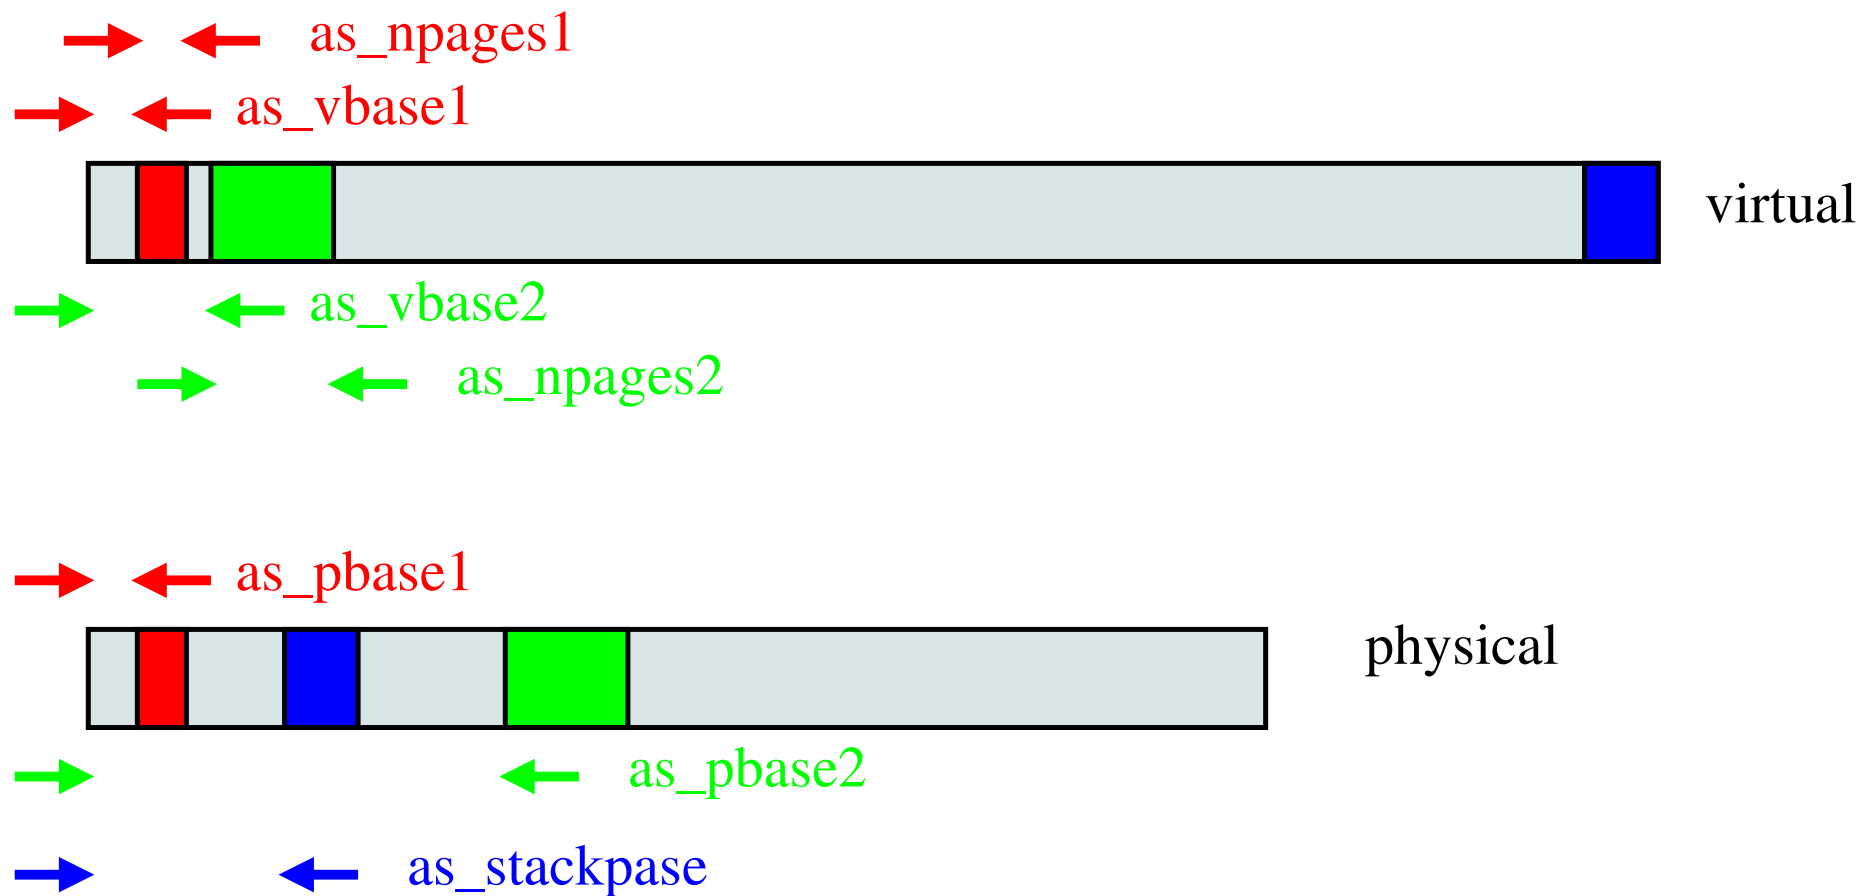 as_npages1
as_vbase1
virtual
as_vbase2
as_npages2
as_pbase1
physical
as_pbase2
as_stackpase